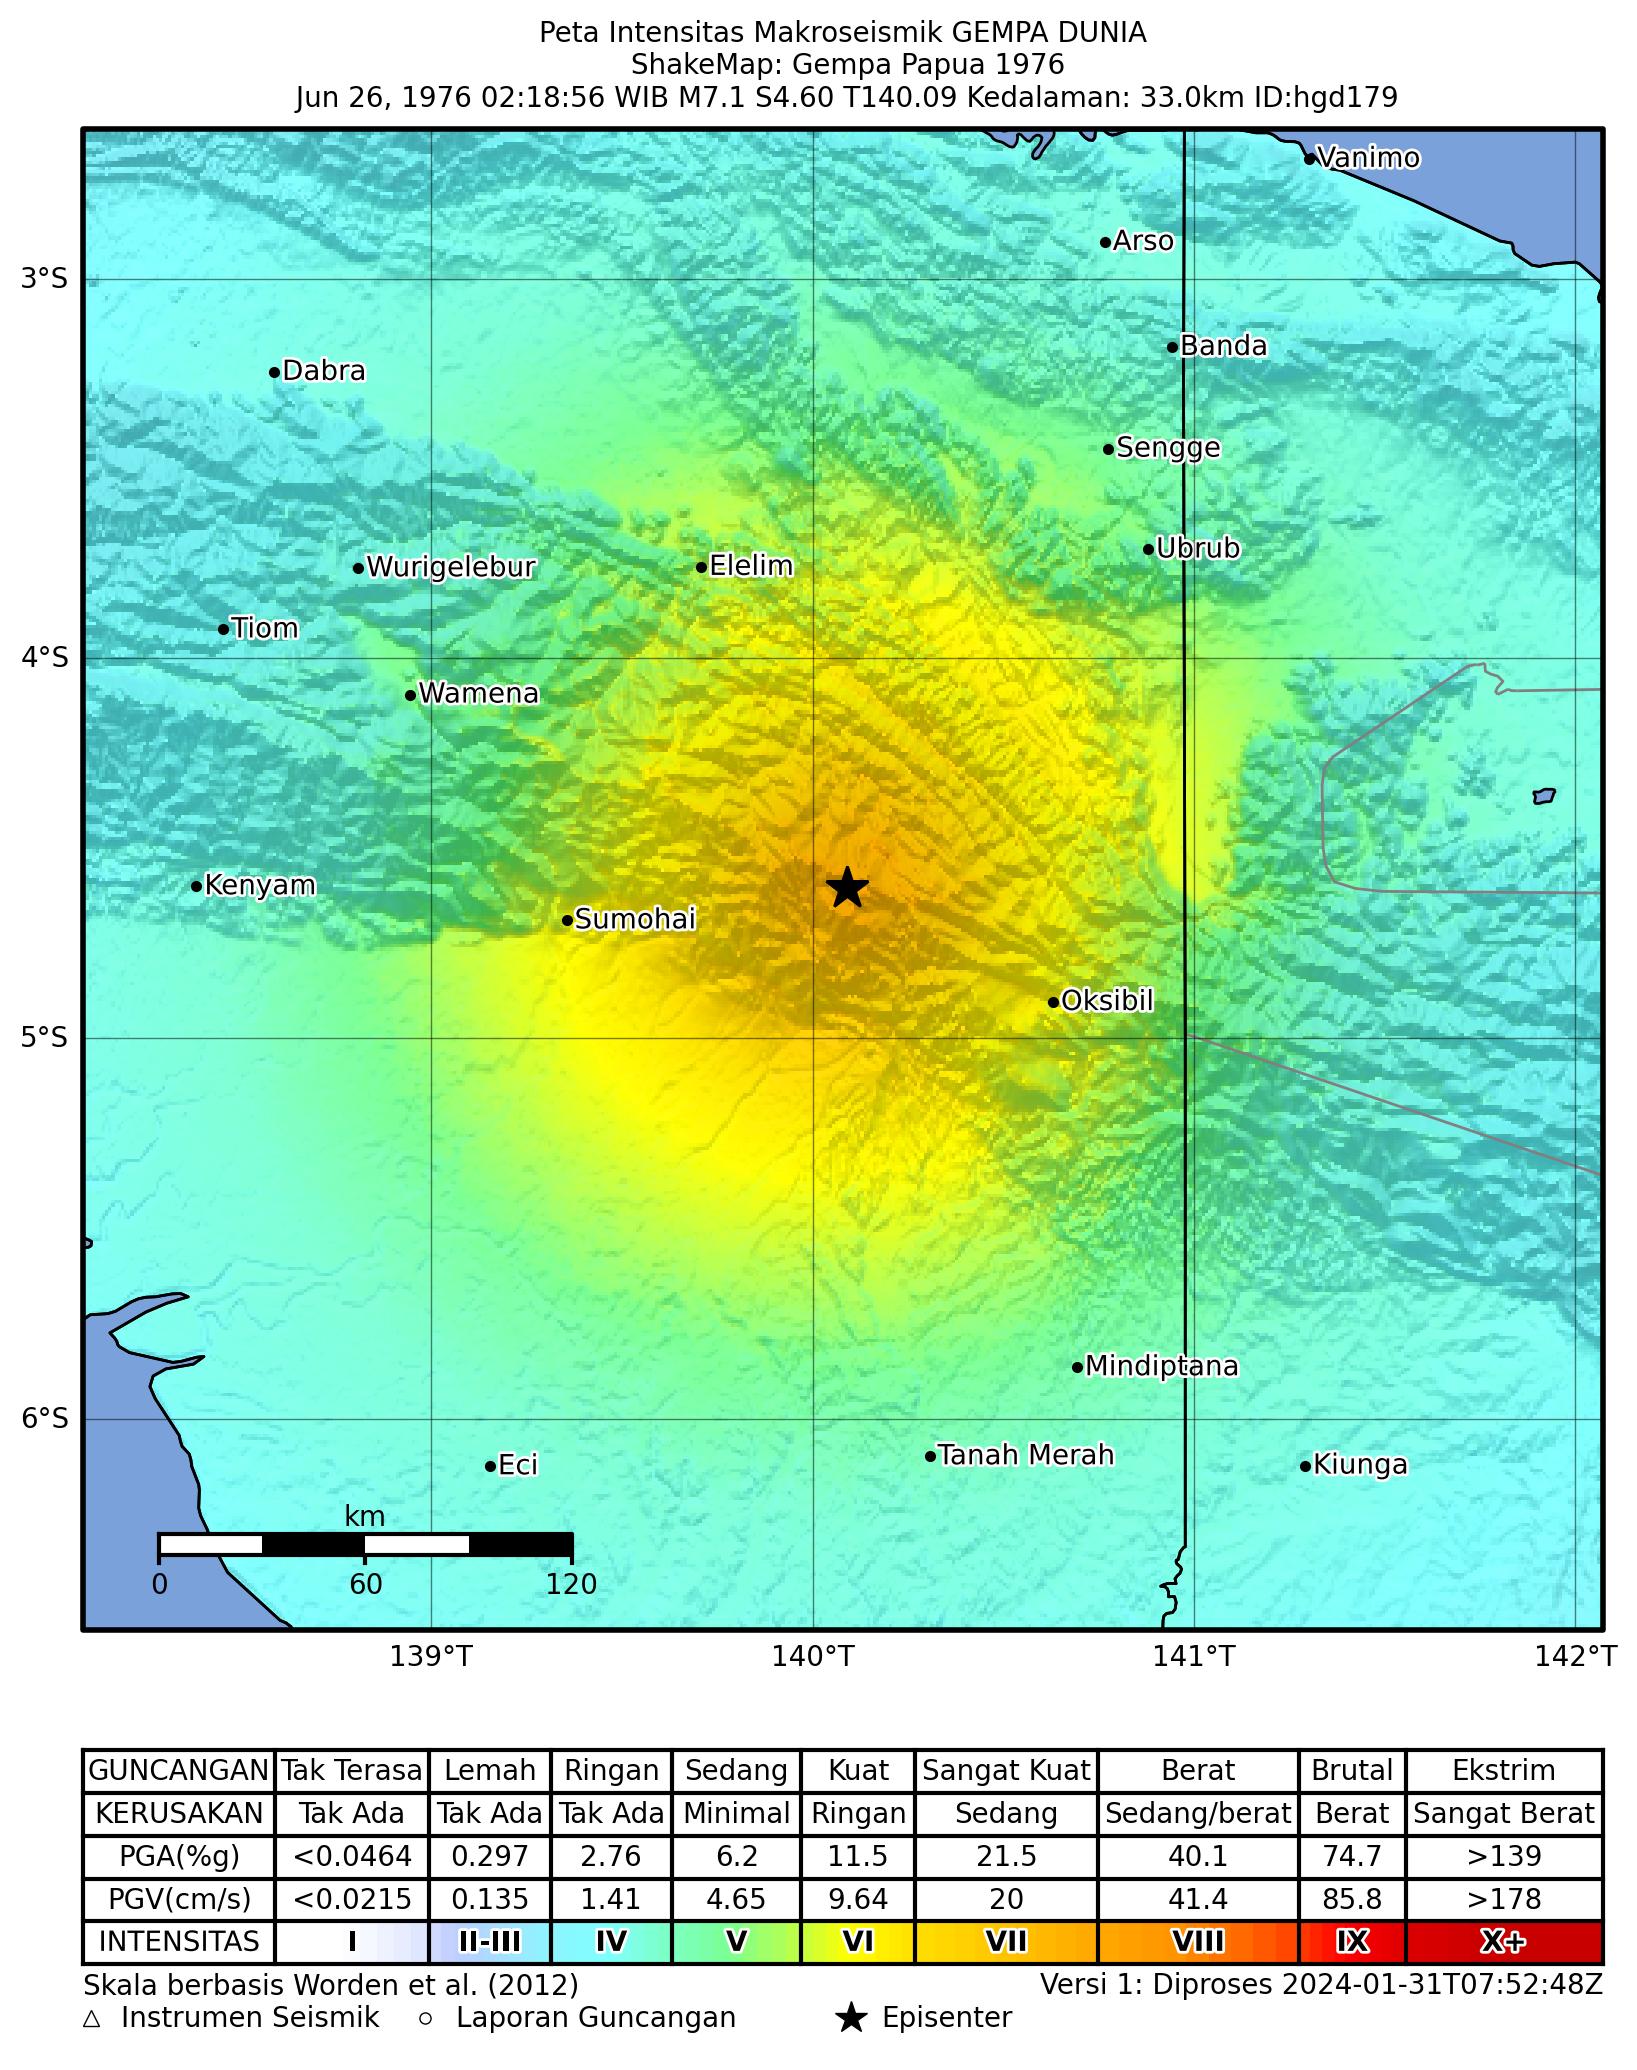 Peta Intensitas Makroseismik GEMPA DUNIA
ShakeMap: Gempa Papua 1976
Jun 26, 1976 02:18:56 WIB M7.1 S4.60 T140.09 Kedalaman: 33.0km ID:hgd179
Vanimo
Arso
3°S
Banda
Dabra
Sengge
Ubrub
Wurigelebur
Elelim
Tiom
4°S
Wamena
Kenyam
Sumohai
Oksibil
5°S
Mindiptana
6°S
Tanah Merah
Eci
Kiunga
km
0 60 120
139°T 140°T 141°T 142°T
GUNCANGAN Tak Terasa Lemah Ringan Sedang Kuat Sangat Kuat Berat Brutal Ekstrim
KERUSAKAN Tak Ada Tak Ada Tak Ada Minimal Ringan Sedang Sedang/berat Berat Sangat Berat
PGA(%g) <0.0464 0.297 2.76 6.2 11.5 21.5 40.1 74.7 >139
PGV(cm/s) <0.0215 0.135 1.41 4.65 9.64 20 41.4 85.8 >178
INTENSITAS I II-III IV V VI VII VIII IX X+
Skala berbasis Worden et al. (2012) Versi 1: Diproses 2024-01-31T07:52:48Z
Instrumen Seismik Laporan Guncangan Episenter